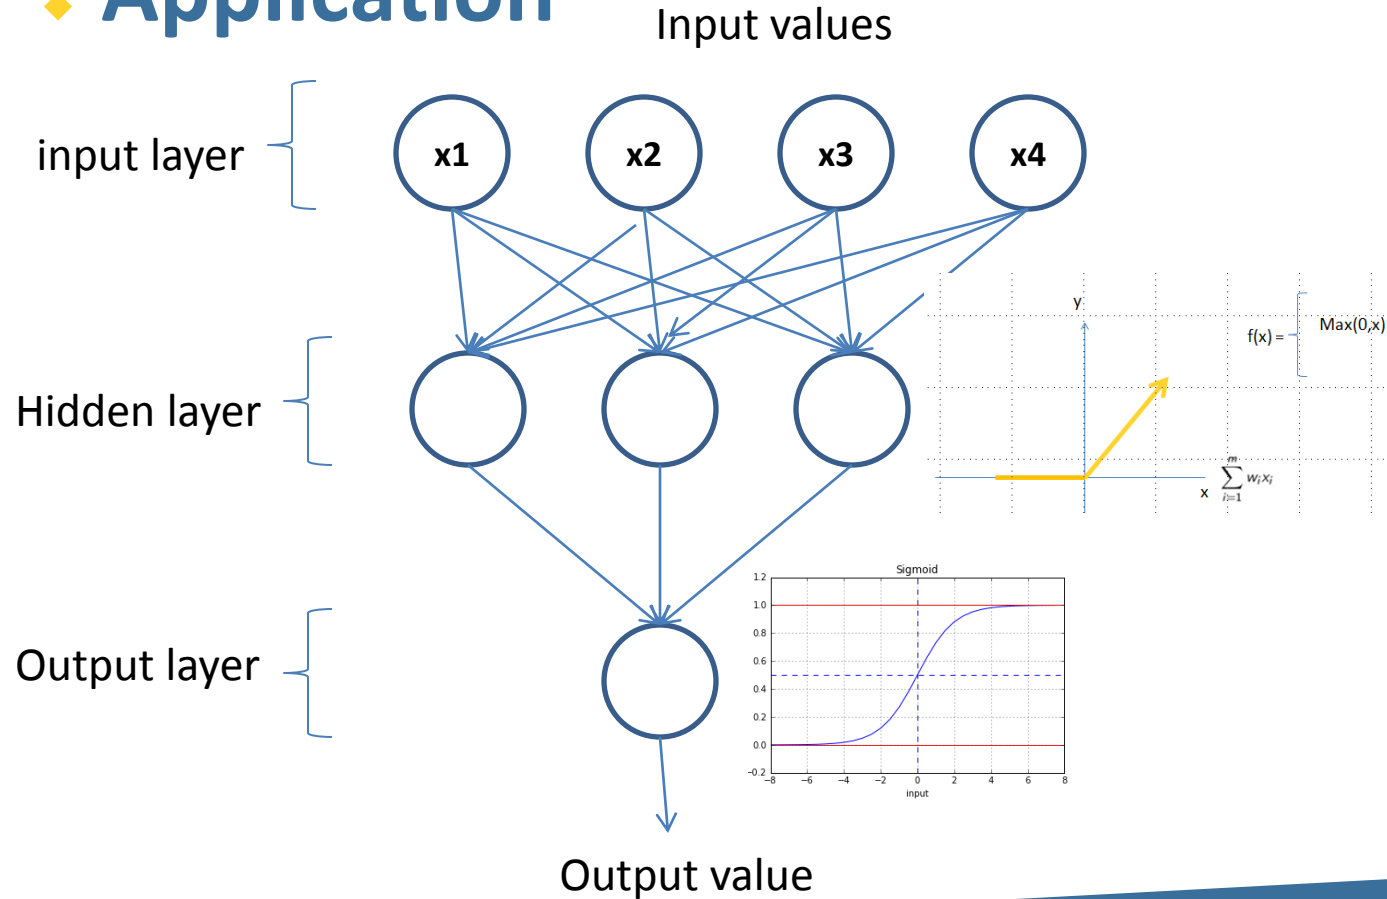 Application
Input values
input layer
x1 x2 x3 x4
y
f(x) =
Max(0,x)
Hidden layer
x
m
∑ wᵢxᵢ
i=1
Sigmoid
1.2
1.0
0.8
0.6
0.4
0.2
0.0
−0.2
−8 −6 −4 −2 0 2 4 6 8
input
Output layer
Output value